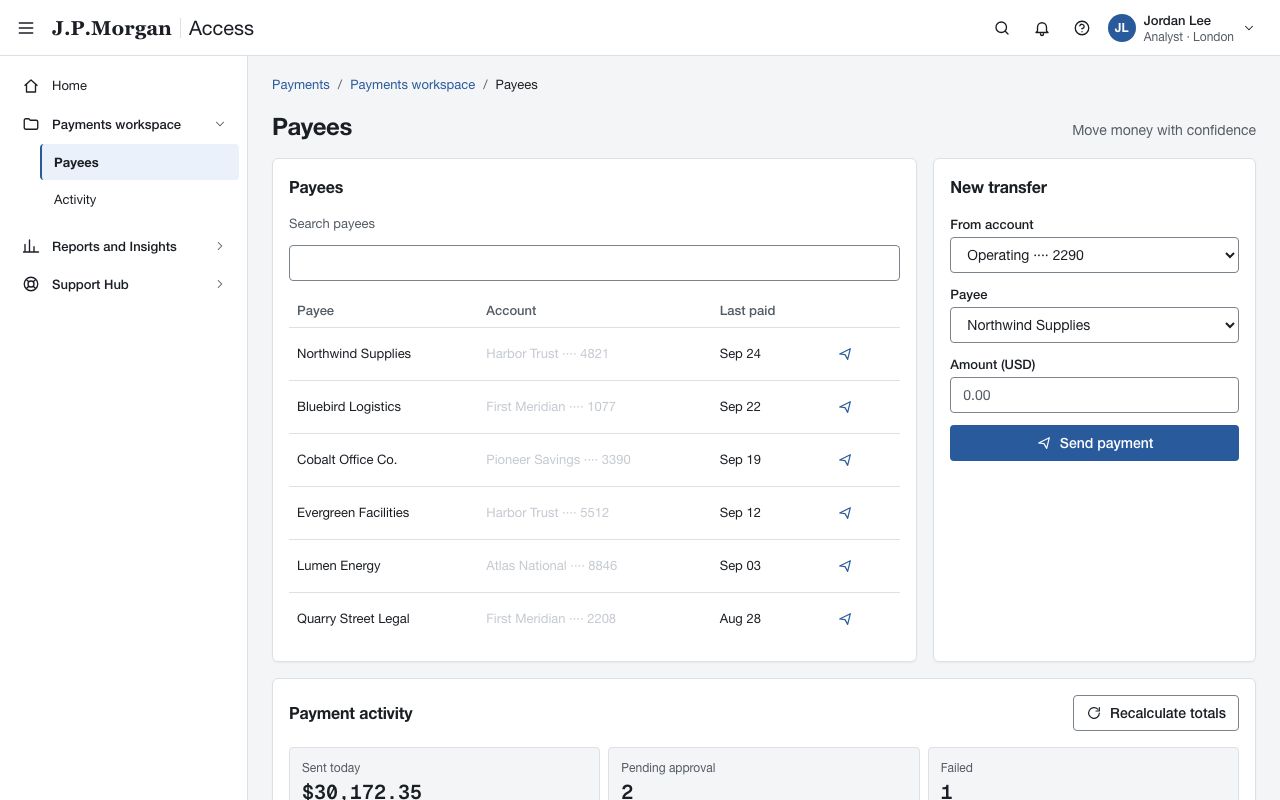 J.P.Morgan Access
JL
Jordan Lee
Analyst · London
Home
Payments workspace
Payees
Activity
Reports and Insights
Support Hub
Payments / Payments workspace / Payees
Payees
Move money with confidence
Payees
Search payees
Payee Account Last paid
Northwind Supplies Harbor Trust ···· 4821 Sep 24
Bluebird Logistics First Meridian ···· 1077 Sep 22
Cobalt Office Co. Pioneer Savings ···· 3390 Sep 19
Evergreen Facilities Harbor Trust ···· 5512 Sep 12
Lumen Energy Atlas National ···· 8846 Sep 03
Quarry Street Legal First Meridian ···· 2208 Aug 28
New transfer
From account
Operating ···· 2290
Payee
Northwind Supplies
Amount (USD)
0.00
Send payment
Payment activity
Recalculate totals
Sent today
$30,172.35
Pending approval
2
Failed
1